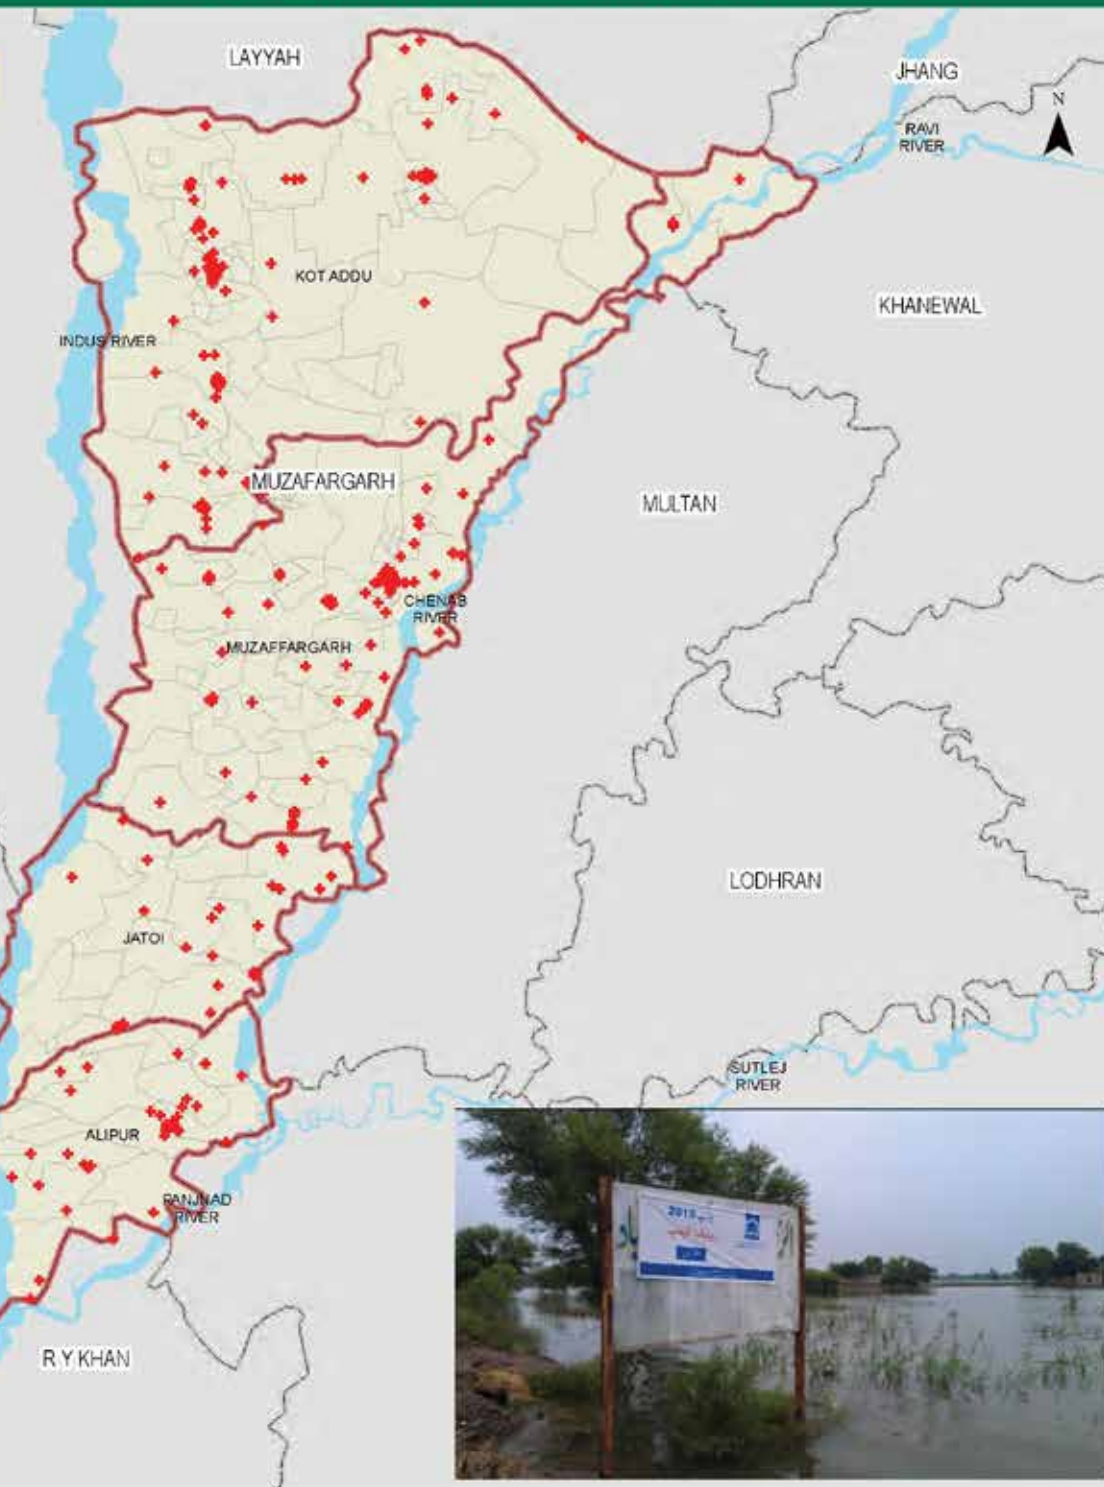 LAYYAH
JHANG
N
RAVI
RIVER
KOT ADDU
KHANEWAL
INDUS RIVER
MUZAFARGARH
MULTAN
CHENAB
RIVER
MUZAFFARGARH
LODHRAN
JATOI
SUTLEJ
RIVER
ALIPUR
PANJNAD
RIVER
R Y KHAN
2010